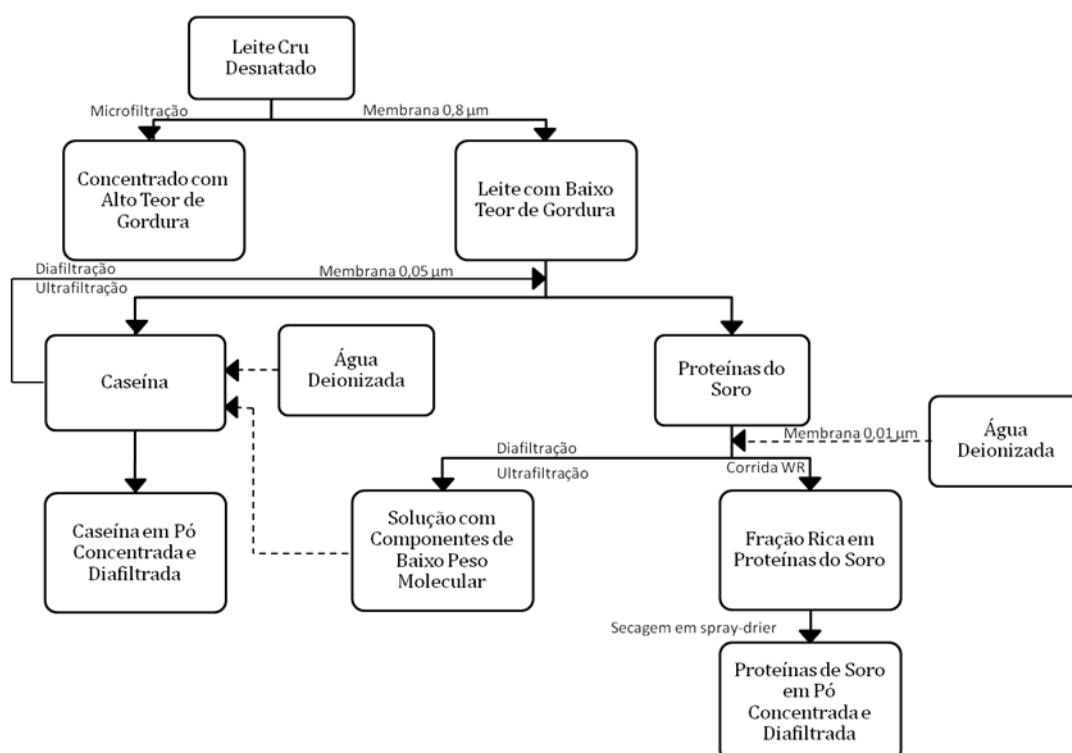 Leite Cru
Desnatado
Microfiltração
Membrana 0,8 µm
Concentrado com
Alto Teor de
Gordura
Leite com Baixo
Teor de Gordura
Diafiltração
Ultrafiltração
Membrana 0,05 µm
Caseína
Água
Deionizada
Proteínas do
Soro
Membrana 0,01 µm
Água
Deionizada
Diafiltração
Ultrafiltração
Corrida WR
Caseína em Pó
Concentrada e
Diafiltrada
Solução com
Componentes de
Baixo Peso
Molecular
Fração Rica em
Proteínas do Soro
Secagem em spray-drier
Proteínas de Soro
em Pó
Concentrada e
Diafiltrada